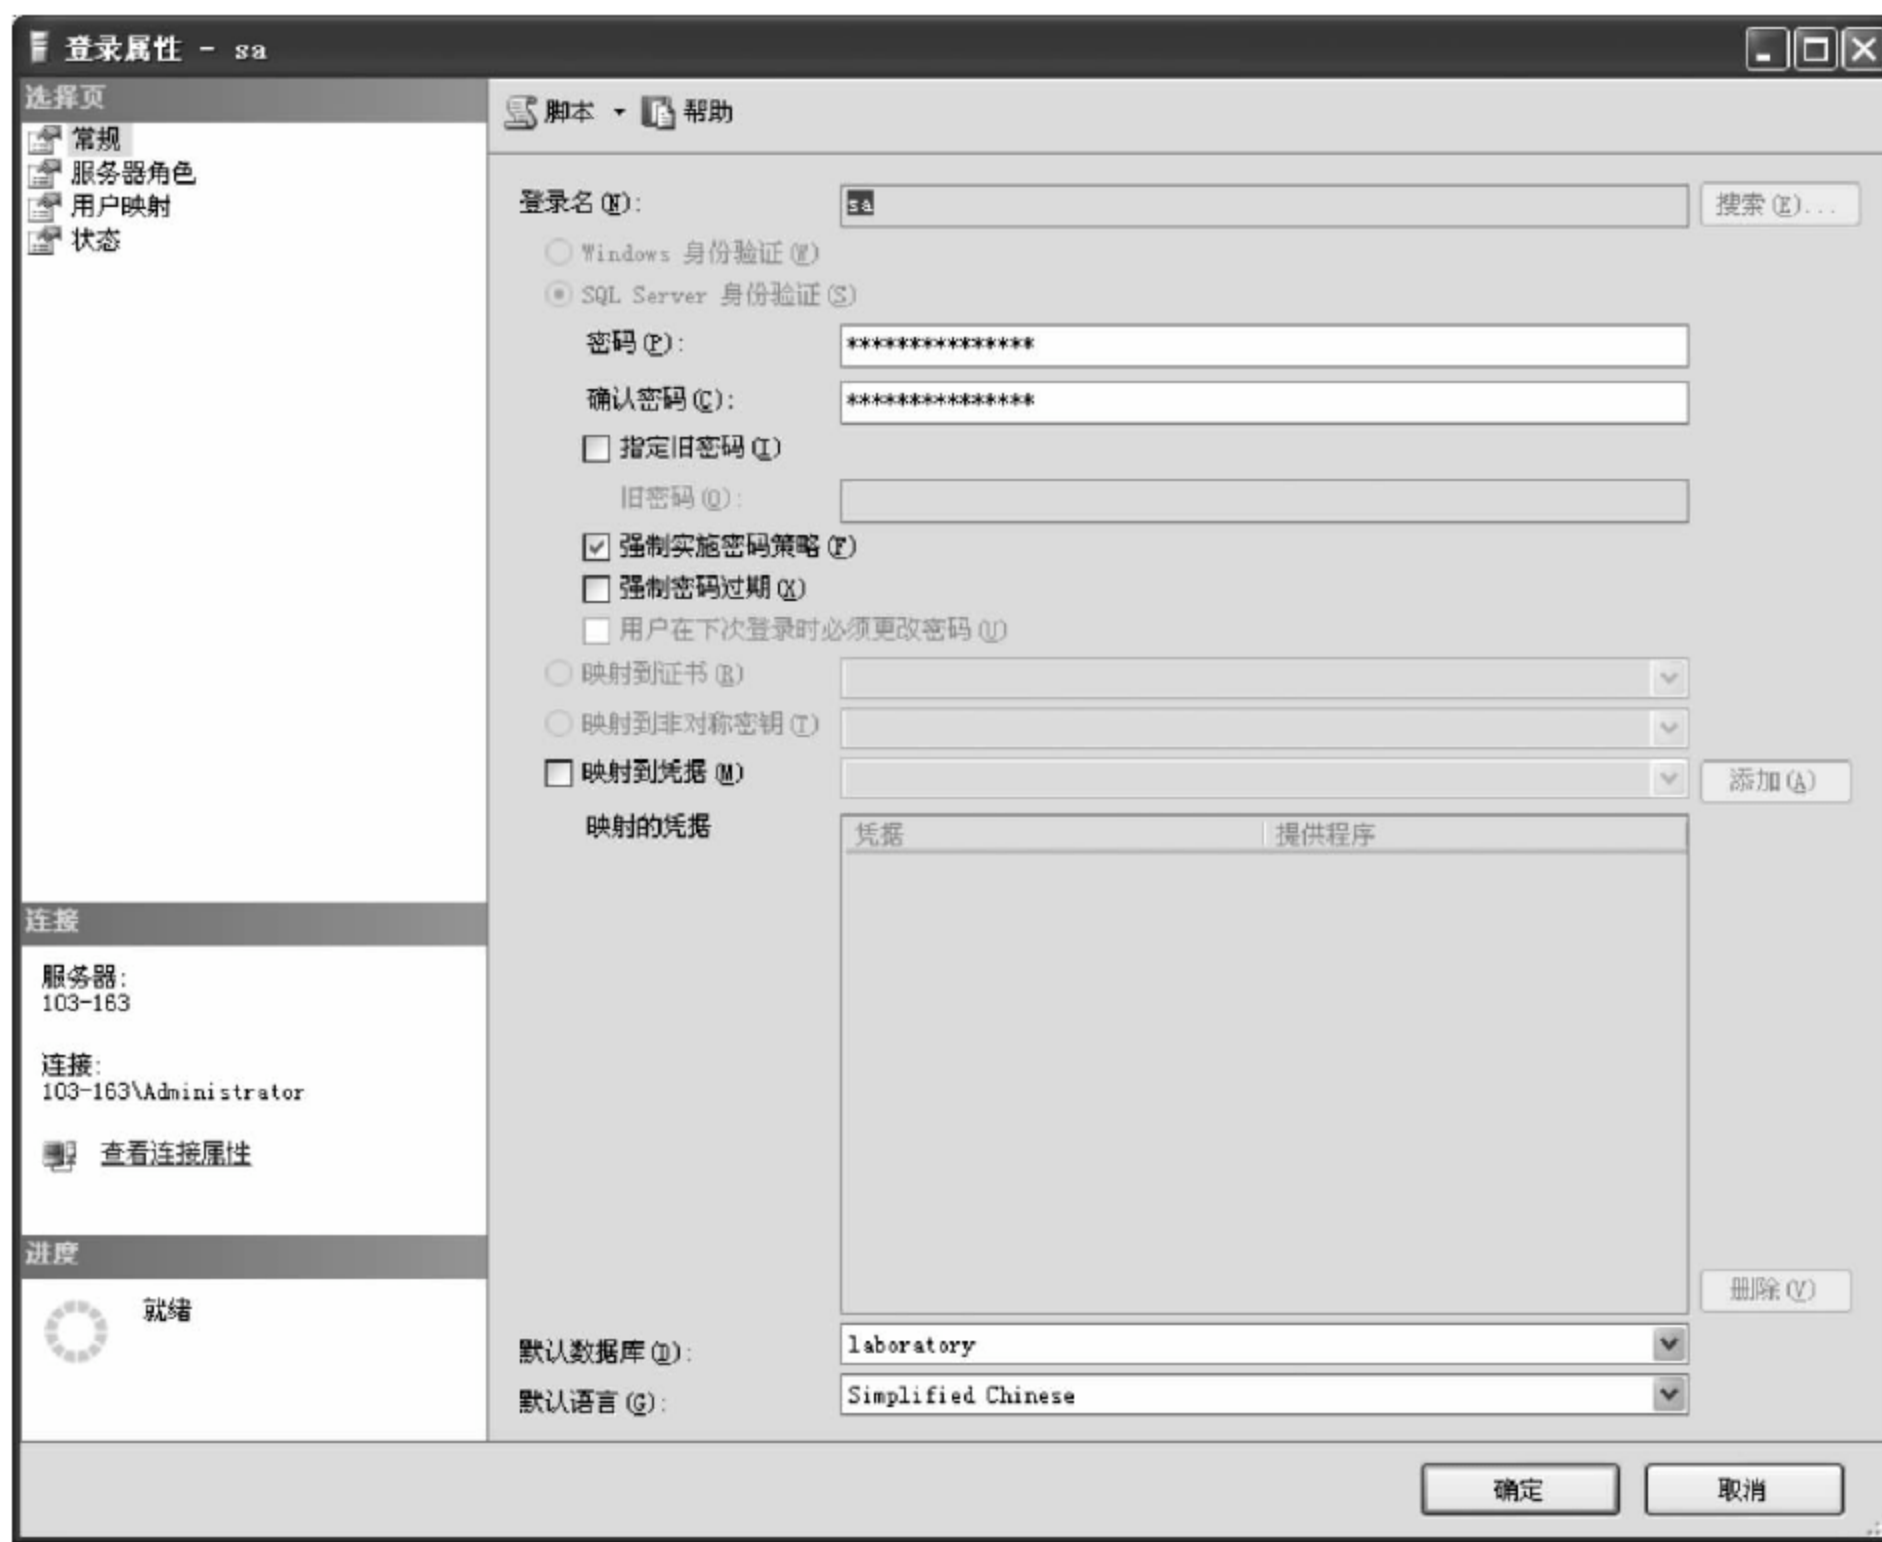 登录属性 - sa
选择页
常规
服务器角色
用户映射
状态
脚本 帮助
登录名(N): sa 搜索(E)...
Windows 身份验证(W)
SQL Server 身份验证(S)
密码(P): ***************
确认密码(C): ***************
指定旧密码(I)
旧密码(O):
强制实施密码策略(F)
强制密码过期(X)
用户在下次登录时必须更改密码(U)
映射到证书(R)
映射到非对称密钥(T)
映射到凭据(M) 添加(A)
映射的凭据 凭据 提供程序
删除(V)
默认数据库(D): laboratory
默认语言(G): Simplified Chinese
连接
服务器:
103-163
连接:
103-163\Administrator
查看连接属性
进度
就绪
确定 取消